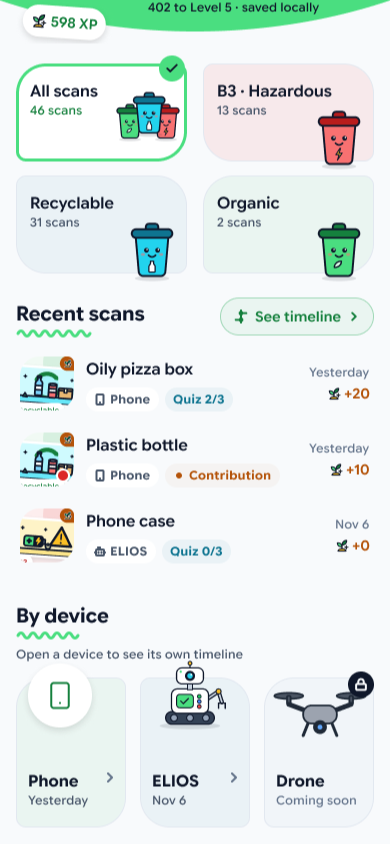 402 to Level 5 · saved locally
598 XP
All scans
46 scans
B3 · Hazardous
13 scans
Recyclable
31 scans
Organic
2 scans
Recent scans
See timeline
Oily pizza box
Yesterday
Phone
Quiz 2/3
+20
Plastic bottle
Yesterday
Phone
• Contribution
+10
Phone case
Nov 6
ELIOS
Quiz 0/3
+0
By device
Open a device to see its own timeline
Phone
Yesterday
ELIOS
Nov 6
Drone
Coming soon